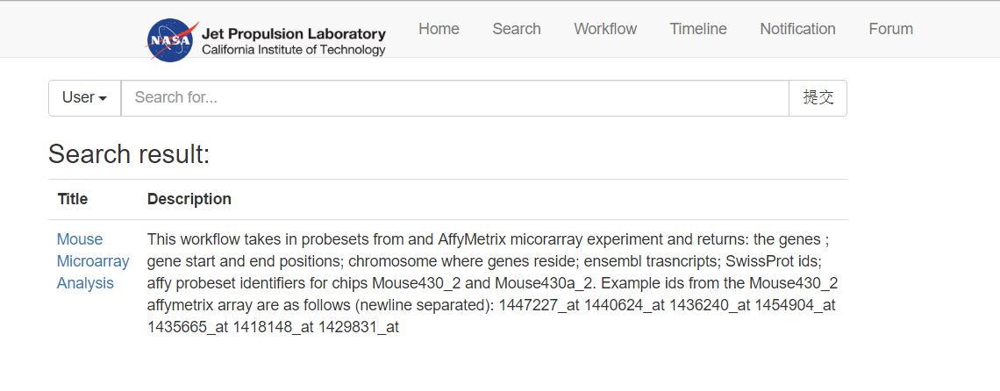 NASA
Jet Propulsion Laboratory
California Institute of Technology
Home Search Workflow Timeline Notification Forum
User Search for... 提交
Search result:
Title Description
Mouse Microarray Analysis
This workflow takes in probesets from and AffyMetrix micorarray experiment and returns: the genes ;
gene start and end positions; chromosome where genes reside; ensembl trasncripts; SwissProt ids;
affy probeset identifiers for chips Mouse430_2 and Mouse430a_2. Example ids from the Mouse430_2
affymetrix array are as follows (newline separated): 1447227_at 1440624_at 1436240_at 1454904_at
1435665_at 1418148_at 1429831_at